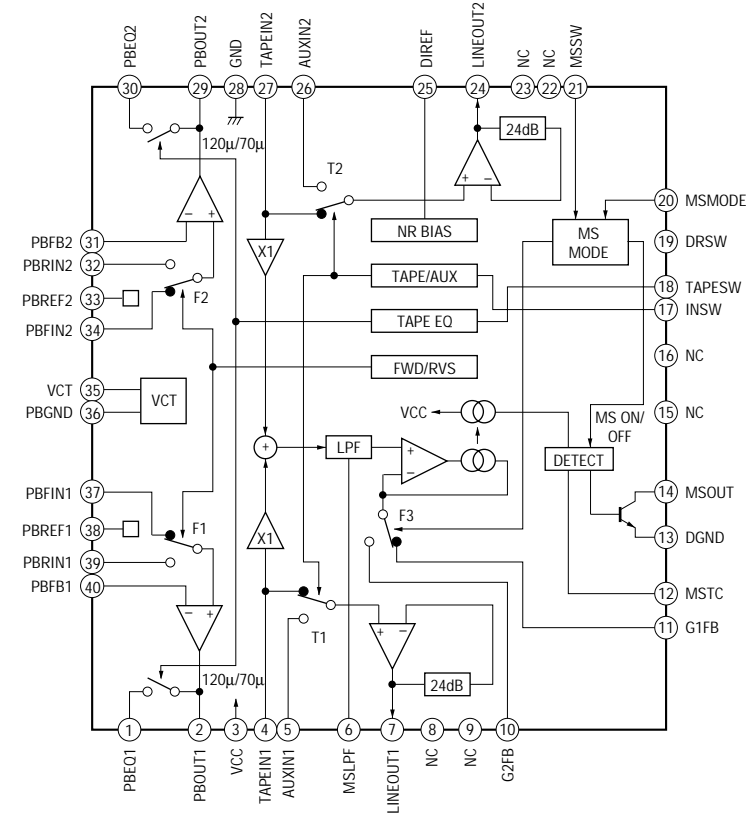 PBEQ2
PBOUT2
GND
TAPEIN2
AUXIN2
DIREF
LINEOUT2
NC
NC
MSSW
30
29
28
27
26
25
24
23
22
21
120µ/70µ
24dB
T2
+ −
− +
20 MSMODE
NR BIAS
MS
MODE
19 DRSW
PBFB2 31
X1
PBRIN2 32
TAPE/AUX
18 TAPESW
PBREF2 33
F2
17 INSW
PBFIN2 34
TAPE EQ
16 NC
FWD/RVS
VCT 35
VCT
PBGND 36
VCC
MS ON/
OFF
15 NC
+
LPF
+
−
DETECT
PBFIN1 37
14 MSOUT
PBREF1 38
F1
X1
F3
13 DGND
PBRIN1 39
PBFB1 40
12 MSTC
− +
T1
+ −
11 G1FB
120µ/70µ
24dB
1
2
3
4
5
6
7
8
9
10
PBEQ1
PBOUT1
VCC
TAPEIN1
AUXIN1
MSLPF
LINEOUT1
NC
NC
G2FB